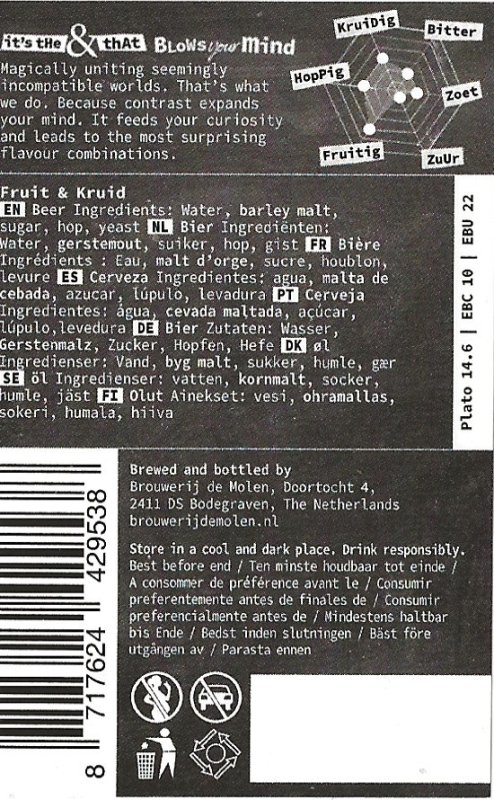 it's the & that Blows your Mind
Magically uniting seemingly
incompatible worlds. That's what
we do. Because contrast expands
your mind. It feeds your curiosity
and leads to the most surprising
flavour combinations.
KruiDig
Bitter
HopPig
Zoet
Fruitig
ZuUr
Fruit & Kruid
EN Beer Ingredients: Water, barley malt,
sugar, hop, yeast NL Bier Ingrediënten:
Water, gerstemout, suiker, hop, gist FR Bière
Ingrédients : Eau, malt d'orge, sucre, houblon,
levure ES Cerveza Ingredientes: agua, malta de
cebada, azucar, lúpulo, levadura PT Cerveja
Ingredientes: água, cevada maltada, açúcar,
lúpulo,levedura DE Bier Zutaten: Wasser,
Gerstenmalz, Zucker, Hopfen, Hefe DK øl
Ingredienser: Vand, byg malt, sukker, humle, gær
SE öl Ingredienser: vatten, kornmalt, socker,
humle, jäst FI Olut Ainekset: vesi, ohramallas,
sokeri, humala, hiiva
Plato 14.6 | EBC 10 | EBU 22
Brewed and bottled by
Brouwerij de Molen, Doortocht 4,
2411 DS Bodegraven, The Netherlands
brouwerijdemolen.nl
Store in a cool and dark place. Drink responsibly.
Best before end / Ten minste houdbaar tot einde /
A consommer de préférence avant le / Consumir
preferentemente antes de finales de / Consumir
preferencialmente antes de / Mindestens haltbar
bis Ende / Bedst inden slutningen / Bäst före
utgången av / Parasta ennen
8 717624 429538